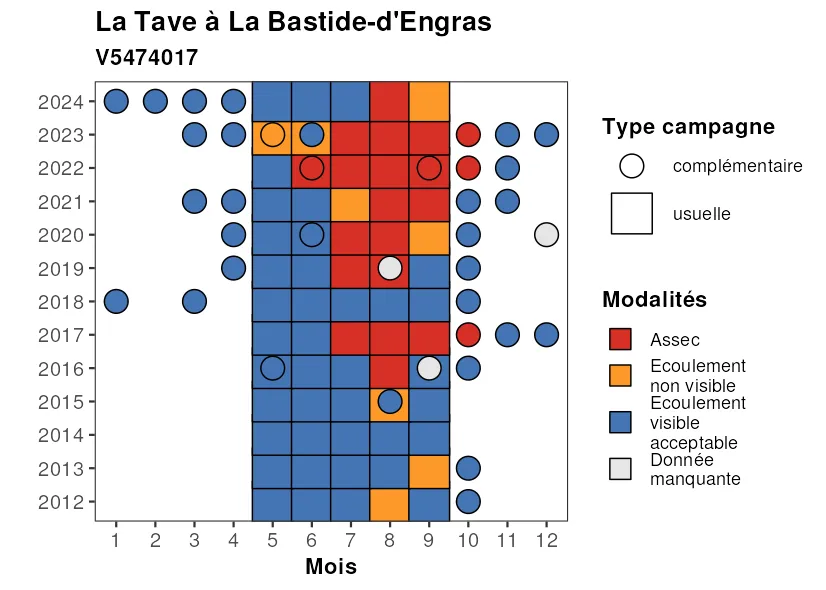 La Tave à La Bastide-d'Engras
V5474017
2024
2023
2022
2021
2020
2019
2018
2017
2016
2015
2014
2013
2012
1 2 3 4 5 6 7 8 9 10 11 12
Mois
Type campagne
complémentaire
usuelle
Modalités
Assec
Ecoulement
non visible
Ecoulement
visible
acceptable
Donnée
manquante